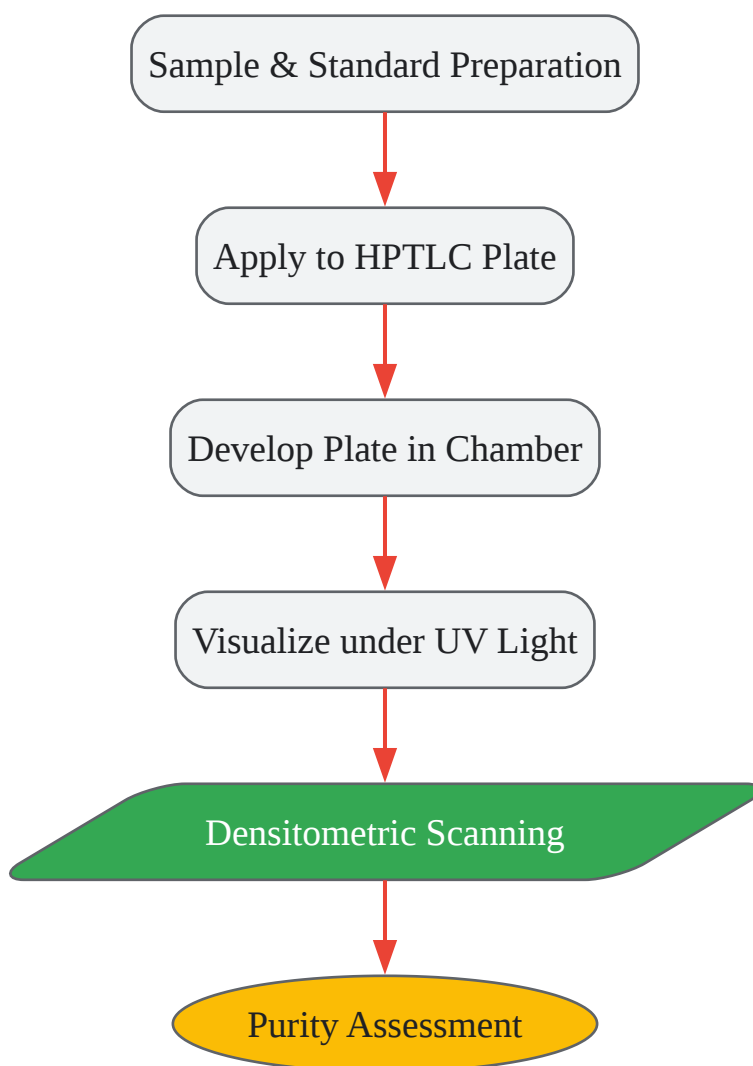 Sample & Standard Preparation
Apply to HPTLC Plate
Develop Plate in Chamber
Visualize under UV Light
Densitometric Scanning
Purity Assessment